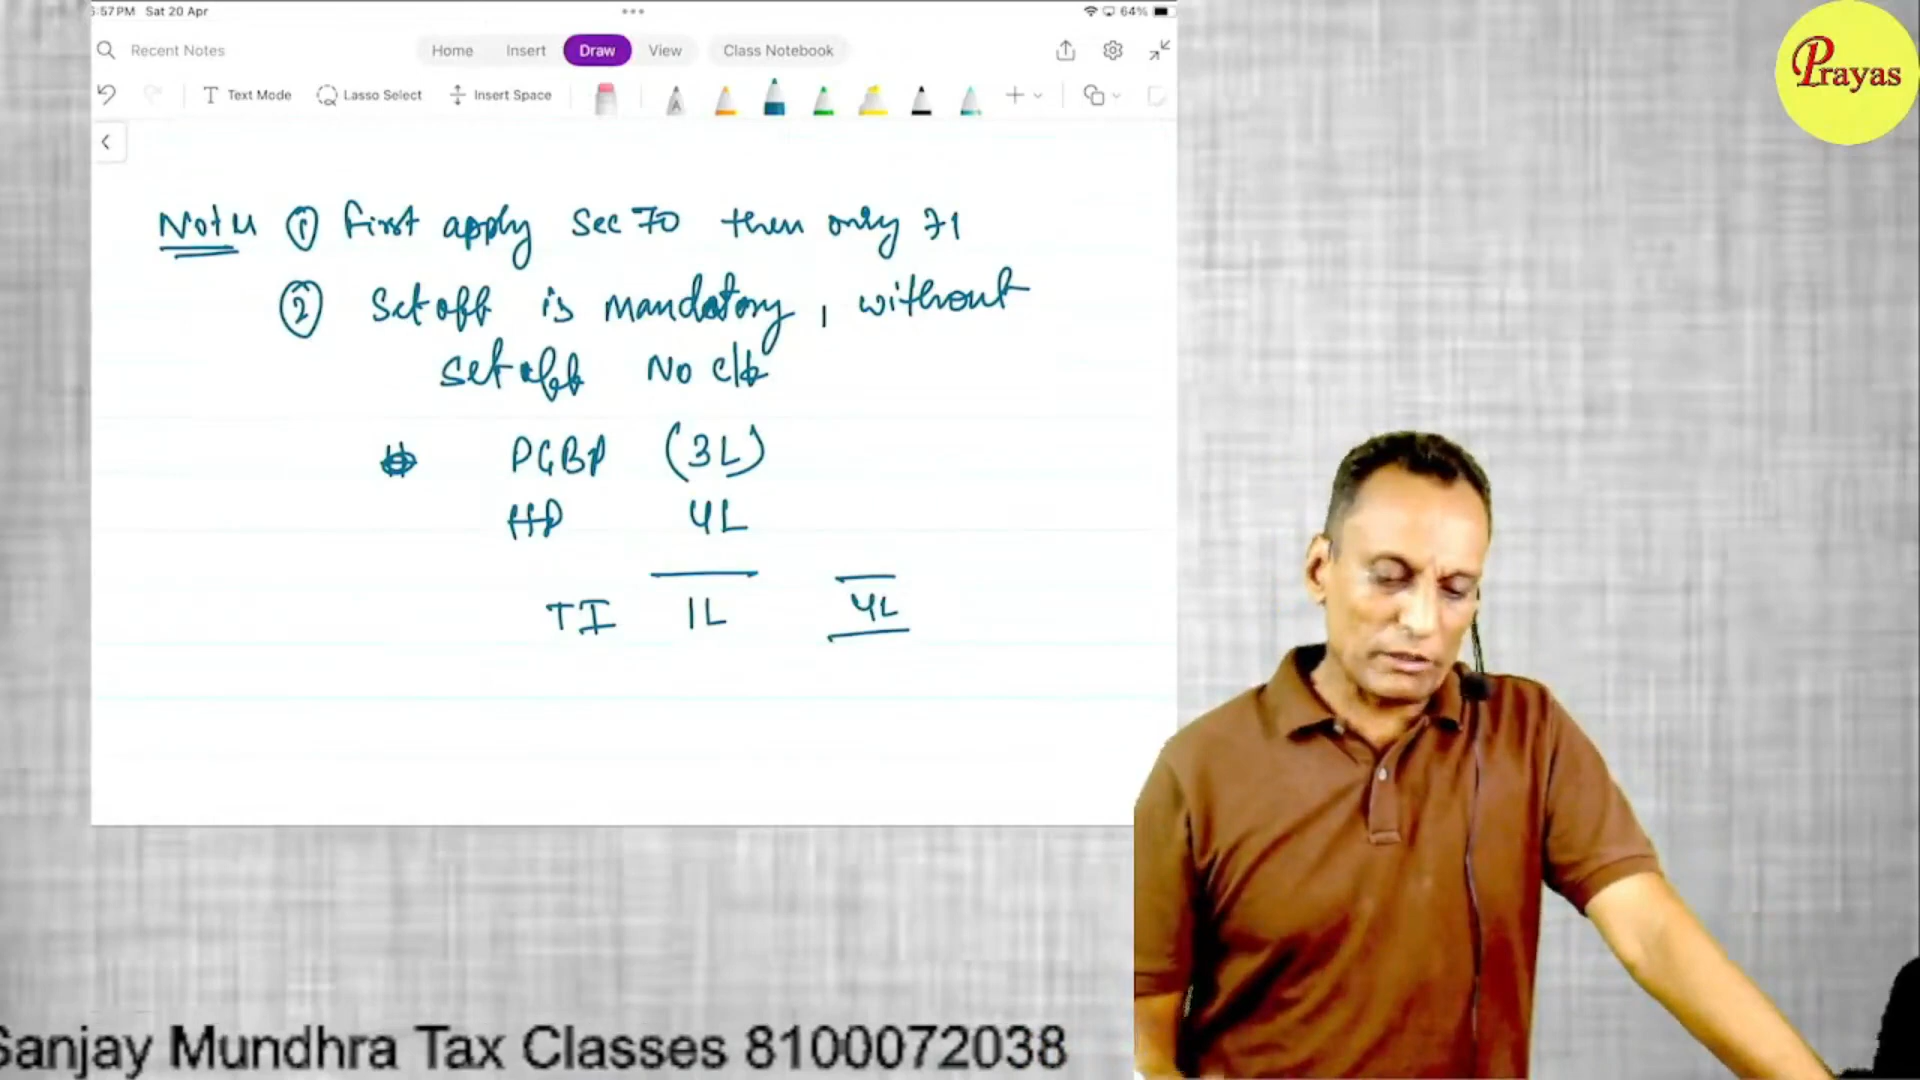 :57 PM Sat 20 Apr
64%
Recent Notes
Home Insert Draw View Class Notebook
Text Mode Lasso Select Insert Space
Prayas
Note ① First apply Sec 70 then only 71
② Set off is mandatory, without
set off No c/f
PGBP (3L)
HP 4L
TI 1L 4L
Sanjay Mundhra Tax Classes 8100072038